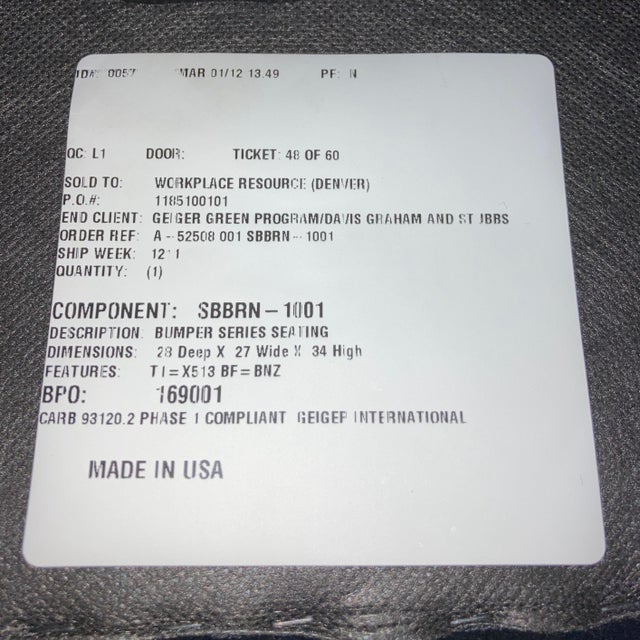 0057 MAR 01/12 13.49 PF: N
QC: L1 DOOR: TICKET: 48 OF 60
SOLD TO: WORKPLACE RESOURCE (DENVER)
P.O.#: 1185100101
END CLIENT: GEIGER GREEN PROGRAM/DAVIS GRAHAM AND ST
ORDER REF: A - 52508 001 SBBRN - 1001
SHIP WEEK:
QUANTITY: (1)
COMPONENT: SBBRN - 1001
DESCRIPTION: BUMPER SERIES SEATING
DIMENSIONS: 28 Deep X 27 Wide X 34 High
FEATURES: T1 = X513 BF = BNZ
BPO: 169001
CARB 93120.2 PHASE 1 COMPLIANT GEIGER INTERNATIONAL
MADE IN USA